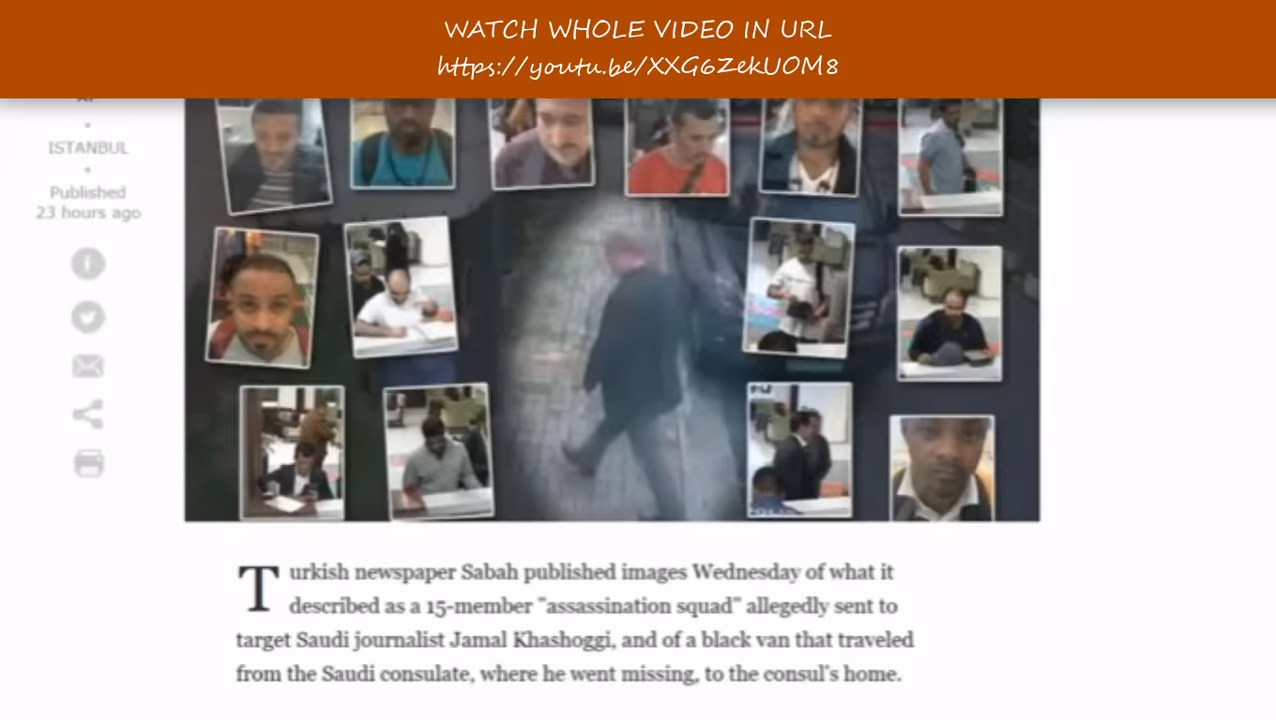 WATCH WHOLE VIDEO IN URL
https://youtu.be/XXG6ZekUOM8
ISTANBUL
Published
23 hours ago
Turkish newspaper Sabah published images Wednesday of what it
described as a 15-member "assassination squad" allegedly sent to
target Saudi journalist Jamal Khashoggi, and of a black van that traveled
from the Saudi consulate, where he went missing, to the consul's home.